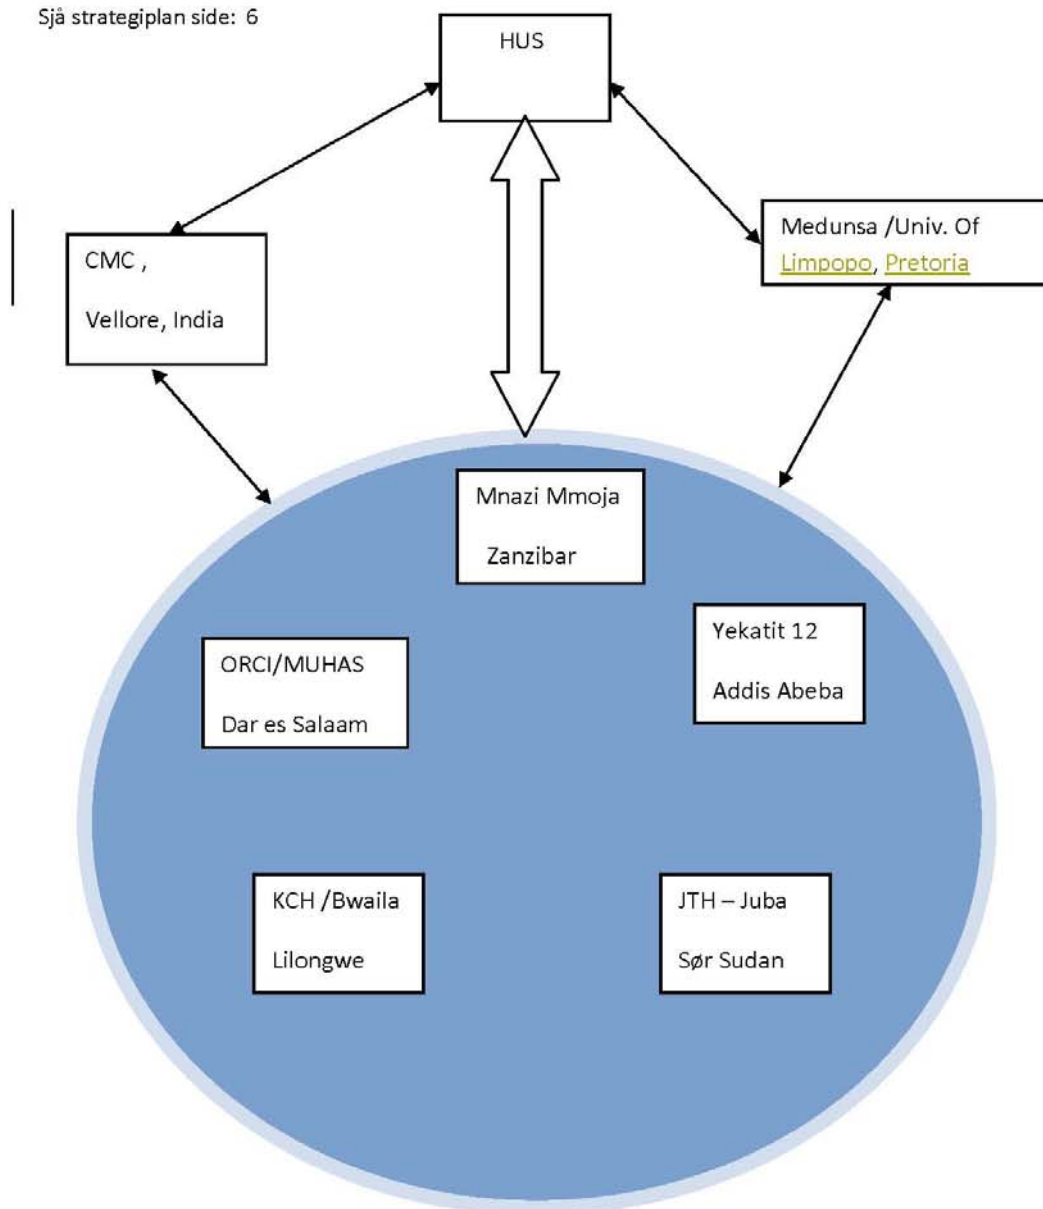 Sjå strategiplan side: 6
HUS
CMC ,
Vellore, India
Medunsa /Univ. Of
Limpopo, Pretoria
Mnazi Mmoja
Zanzibar
Yekatit 12
Addis Abeba
ORCI/MUHAS
Dar es Salaam
KCH /Bwaila
Lilongwe
JTH – Juba
Sør Sudan